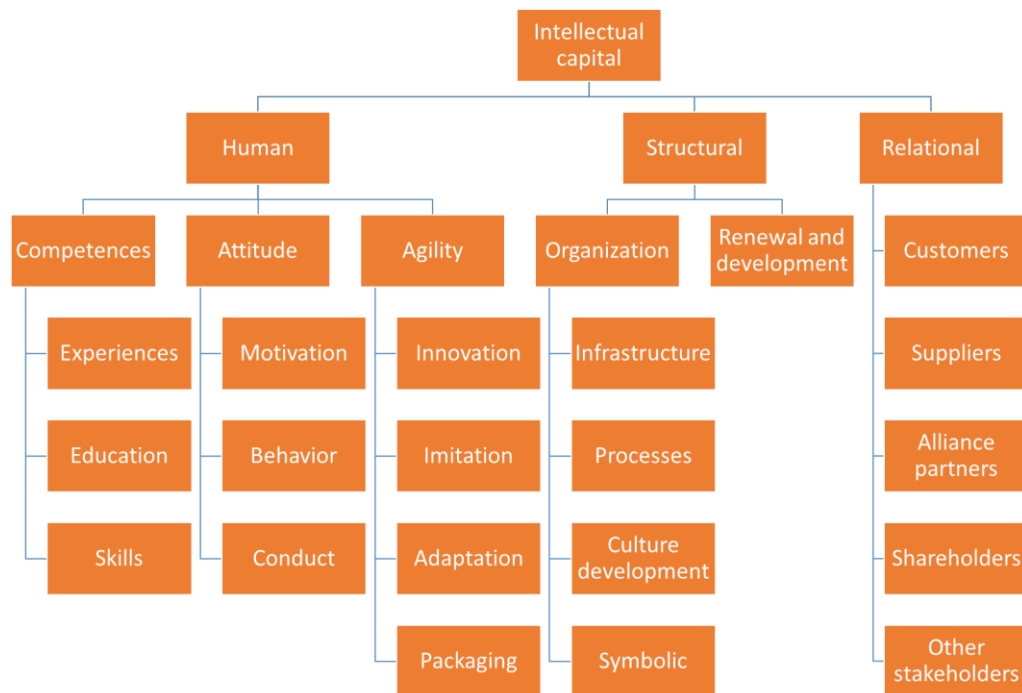 Intellectual
capital
Human
Structural
Relational
Competences
Attitude
Agility
Organization
Renewal and
development
Customers
Experiences
Motivation
Innovation
Infrastructure
Suppliers
Education
Behavior
Imitation
Processes
Alliance
partners
Skills
Conduct
Adaptation
Culture
development
Shareholders
Packaging
Symbolic
Other
stakeholders